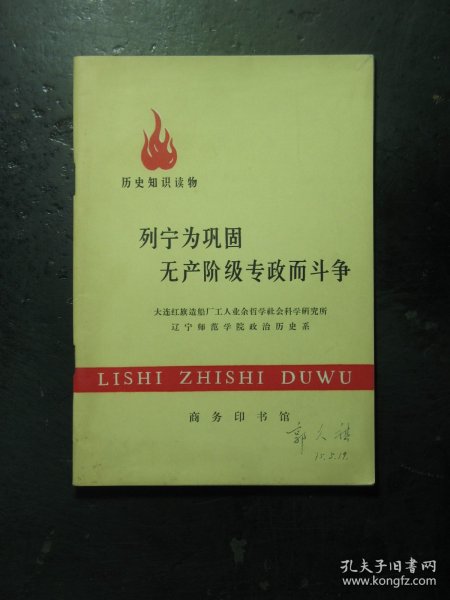 历史知识读物
列宁为巩固
无产阶级专政而斗争
大连红旗造船厂工人业余哲学社会科学研究所
辽宁师范学院政治历史系
LISHI ZHISHI DUWU
商务印书馆
孔夫子旧书网
www.kongfz.com